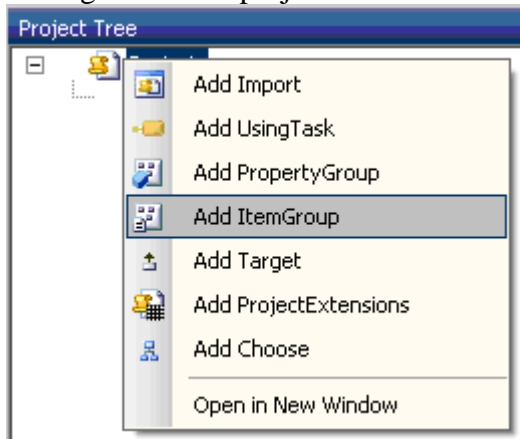 Project Tree
Add Import
Add UsingTask
Add PropertyGroup
Add ItemGroup
Add Target
Add ProjectExtensions
Add Choose
Open in New Window